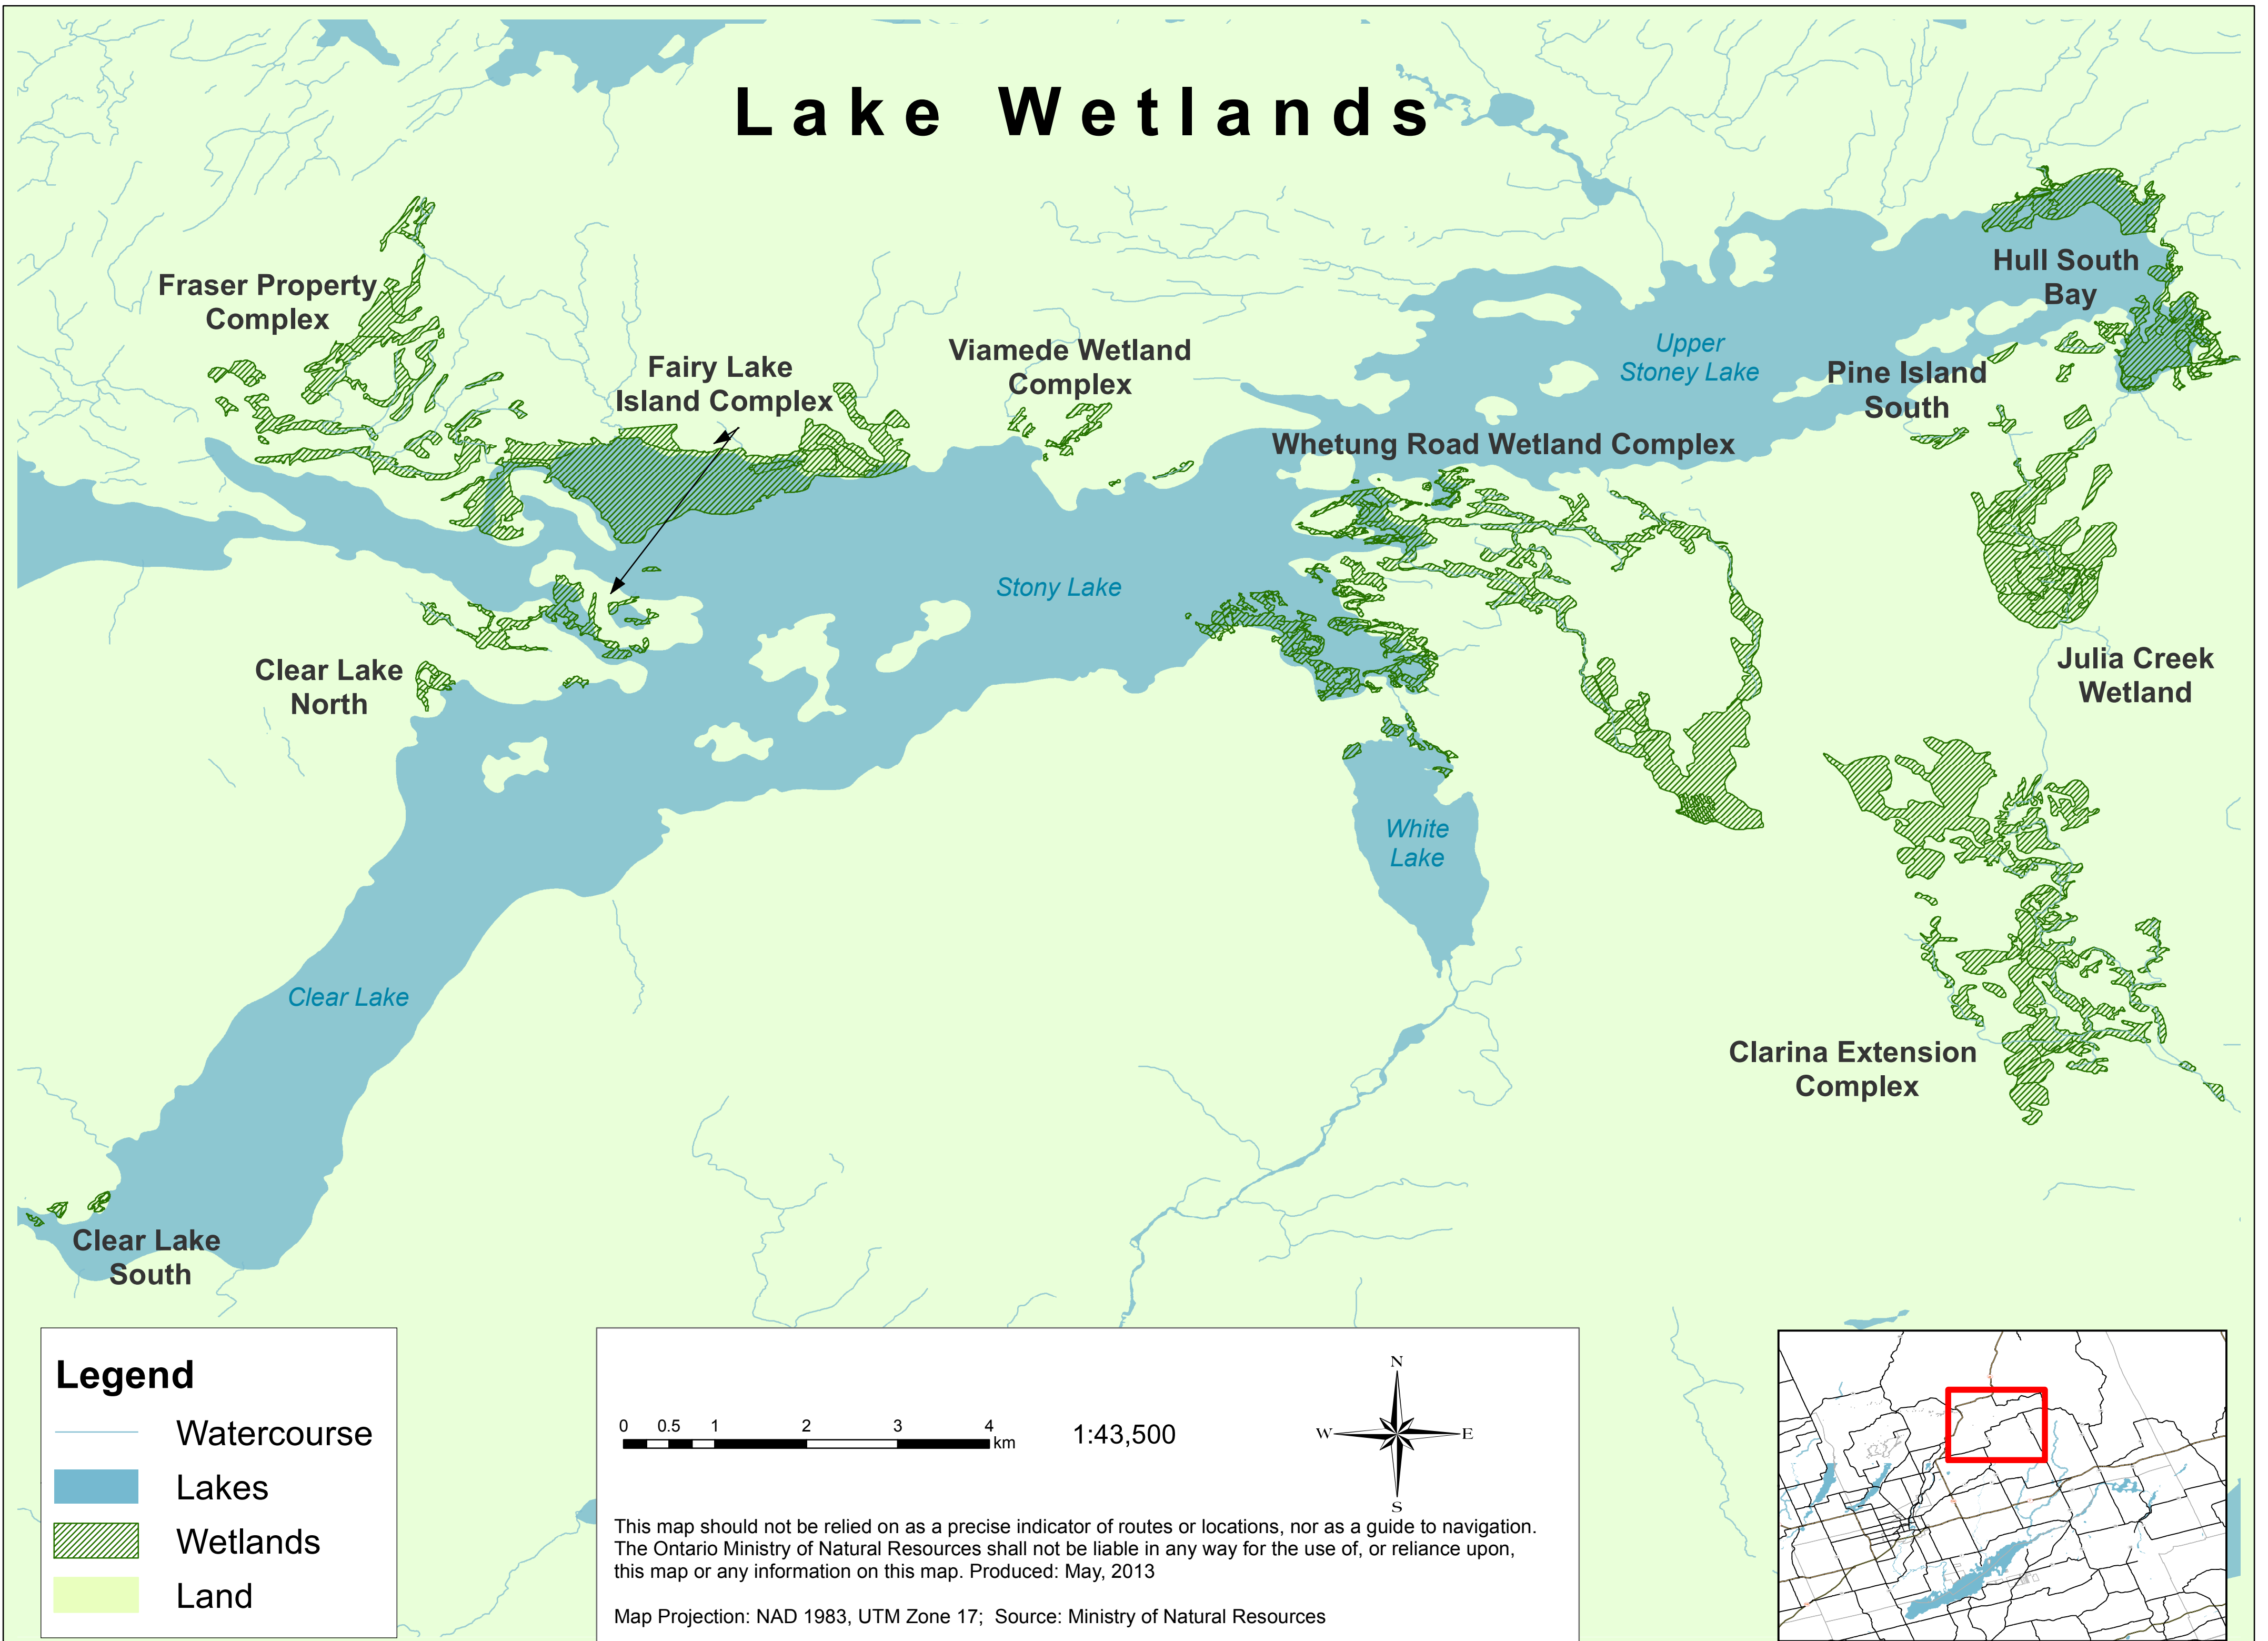 Lake Wetlands
Hull South
Bay
Fraser Property
Complex
Fairy Lake
Island Complex
Viamede Wetland
Complex
Upper
Stoney Lake
Pine Island
South
Whetung Road Wetland Complex
Stony Lake
Clear Lake
North
Julia Creek
Wetland
White
Lake
Clear Lake
Clarina Extension
Complex
Clear Lake
South
Legend
Watercourse
Lakes
Wetlands
Land
0 0.5 1 2 3 4
km
1:43,500
N
W
E
S
This map should not be relied on as a precise indicator of routes or locations, nor as a guide to navigation.
The Ontario Ministry of Natural Resources shall not be liable in any way for the use of, or reliance upon,
this map or any information on this map. Produced: May, 2013
Map Projection: NAD 1983, UTM Zone 17; Source: Ministry of Natural Resources